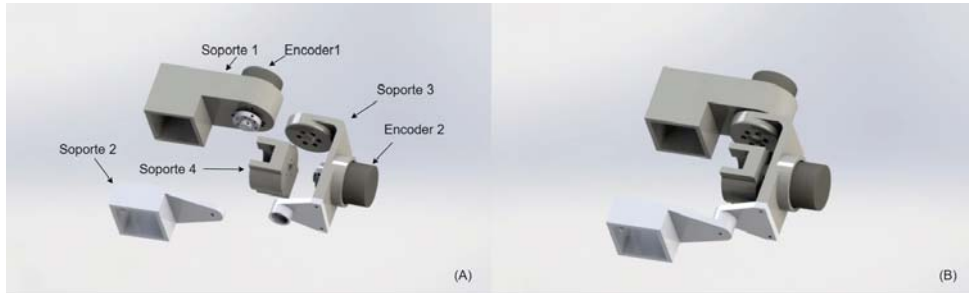 Soporte 1
Encoder1
Soporte 3
Encoder 2
Soporte 2
Soporte 4
(A)
(B)